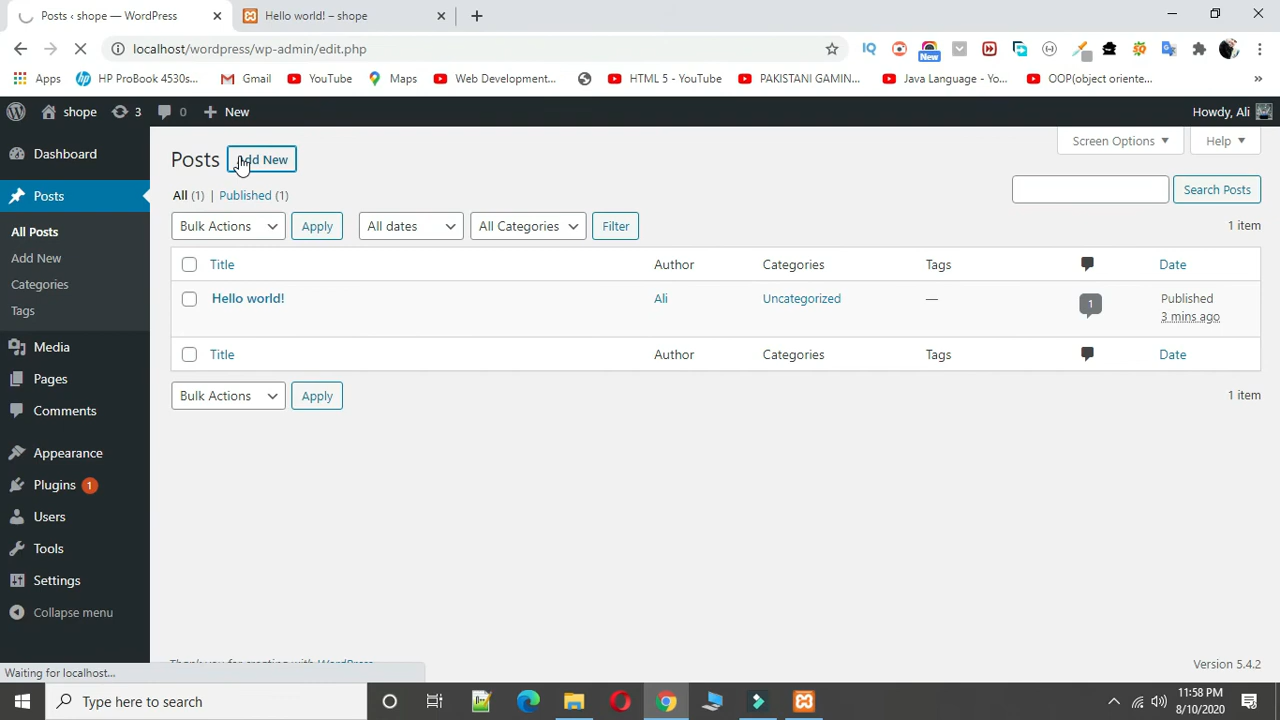 Posts ‹ shope — WordPress
Hello world! – shope
localhost/wordpress/wp-admin/edit.php
IQ
New
Apps
HP ProBook 4530s...
Gmail
YouTube
Maps
Web Development...
HTML 5 - YouTube
PAKISTANI GAMIN...
Java Language - Yo...
OOP(object oriente...
»
shope
3
0
New
Howdy, Ali
Dashboard
Posts
All Posts
Add New
Categories
Tags
Media
Pages
Comments
Appearance
Plugins 1
Users
Tools
Settings
Collapse menu
Screen Options
Help
Posts
Add New
All (1) | Published (1)
Search Posts
Bulk Actions
Apply
All dates
All Categories
Filter
1 item
Title
Author
Categories
Tags
Date
Hello world!
Ali
Uncategorized
—
1
Published
3 mins ago
Title
Author
Categories
Tags
Date
Bulk Actions
Apply
1 item
Thank you for creating with WordPress
Version 5.4.2
Waiting for localhost...
Type here to search
11:58 PM
8/10/2020